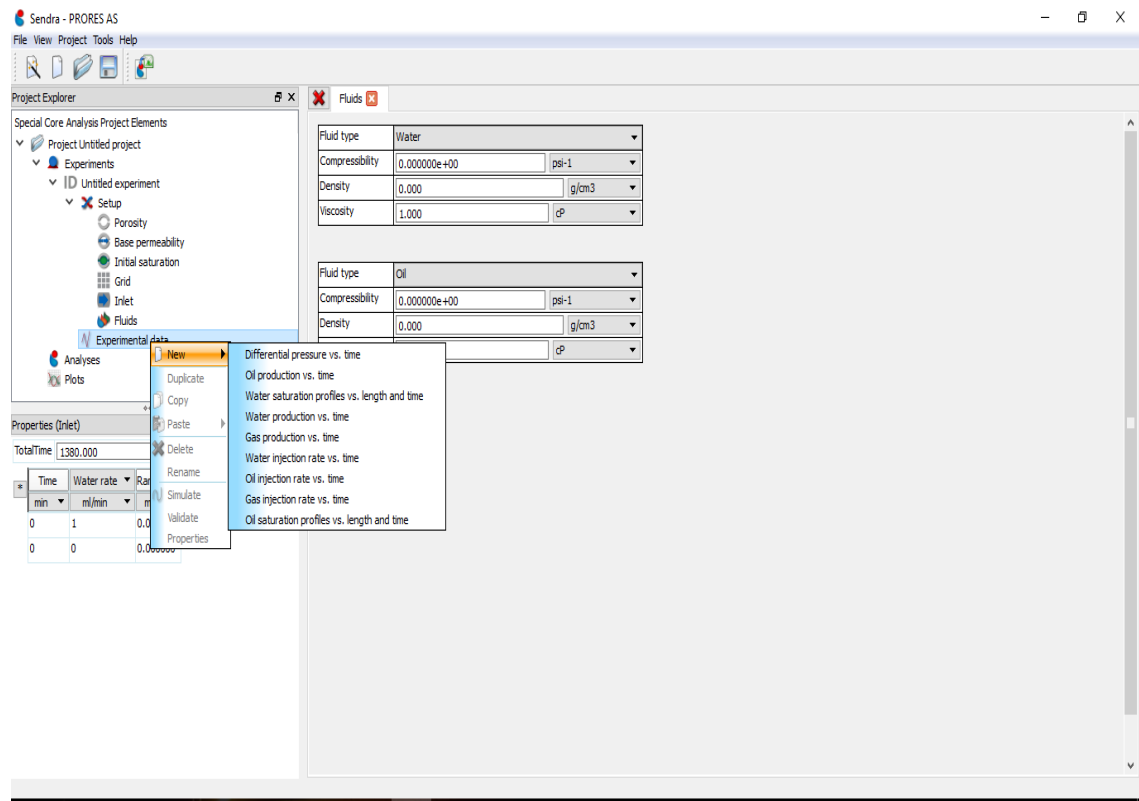 Sendra - PRORES AS
File View Project Tools Help
Project Explorer
Special Core Analysis Project Elements
Project Untitled project
Experiments
ID Untitled experiment
Setup
Porosity
Base permeability
Initial saturation
Grid
Inlet
Fluids
Experimental data
Analyses
Plots
Properties (Inlet)
TotalTime 1380.000
* Time Water rate
min ml/min
0 1
0 0
New
Duplicate
Copy
Paste
Delete
Rename
Simulate
Validate
Properties
Differential pressure vs. time
Oil production vs. time
Water saturation profiles vs. length and time
Water production vs. time
Gas production vs. time
Water injection rate vs. time
Oil injection rate vs. time
Gas injection rate vs. time
Oil saturation profiles vs. length and time
Fluids
Fluid type Water
Compressibility 0.000000e+00 psi-1
Density 0.000 g/cm3
Viscosity 1.000 cP
Fluid type Oil
Compressibility 0.000000e+00 psi-1
Density 0.000 g/cm3
cP